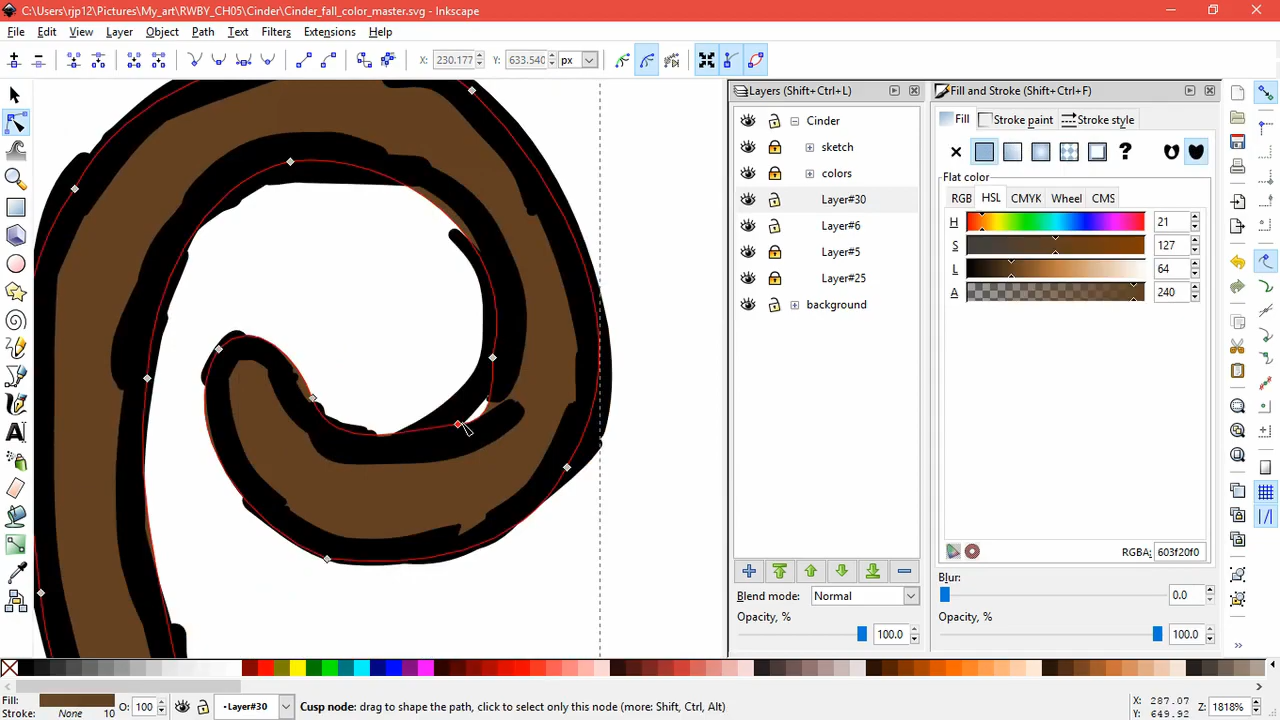 C:\Users\rjp12\Pictures\My_art\RWBY_CH05\Cinder\Cinder_fall_color_master.svg - Inkscape
File Edit View Layer Object Path Text Filters Extensions Help
X: 230.177 Y: 633.540 px
Layers (Shift+Ctrl+L)
Cinder
sketch
colors
Layer#30
Layer#6
Layer#5
Layer#25
background
Blend mode: Normal
Opacity, %
100.0
Fill and Stroke (Shift+Ctrl+F)
Fill Stroke paint Stroke style
?
Flat color
RGB HSL CMYK Wheel CMS
H 21
S 127
L 64
A 240
RGBA: 603f20f0
Blur:
0.0
Opacity, %
100.0
Fill:
Stroke: None 10
O: 100
Layer#30
Cusp node: drag to shape the path, click to select only this node (more: Shift, Ctrl, Alt)
X: 287.07
Y: 649.52
Z: 1818%